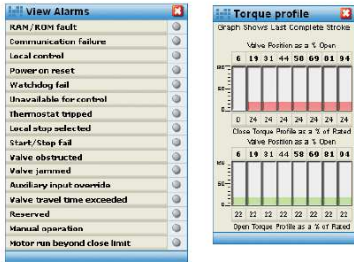 View Alarms
RAM/ROM fault
Communication failure
Local control
Power on reset
Watchdog fail
Unavailable for control
Thermostat tripped
Local stop selected
Start/Stop fail
Valve obstructed
Valve jammed
Auxiliary input override
Valve travel time exceeded
Reserved
Manual operation
Motor run beyond close limit
Torque profile
Graph Shows Last Complete Stroke
Valve Position as a % Open
6 19 31 44 58 69 81 94
100
50
0 24 24 24 24 24 24 24
Close Torque Profile as a % of Rated
Valve Position as a % Open
6 19 31 44 58 69 81 94
50
22 22 22 22 22 22 22 22
Open Torque Profile as a % of Rated